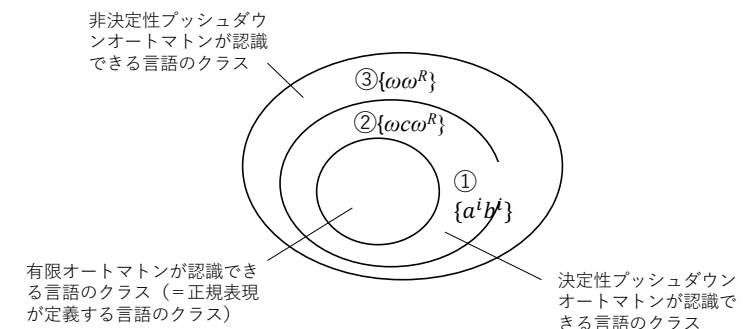 非決定性プッシュダウ
ンオートマトンが認識
できる言語のクラス
③{ωω^R}
②{ωcω^R}
①
{a^i b^i}
有限オートマトンが認識でき
る言語のクラス（＝正規表現
が定義する言語のクラス）
決定性プッシュダウン
オートマトンが認識で
きる言語のクラス